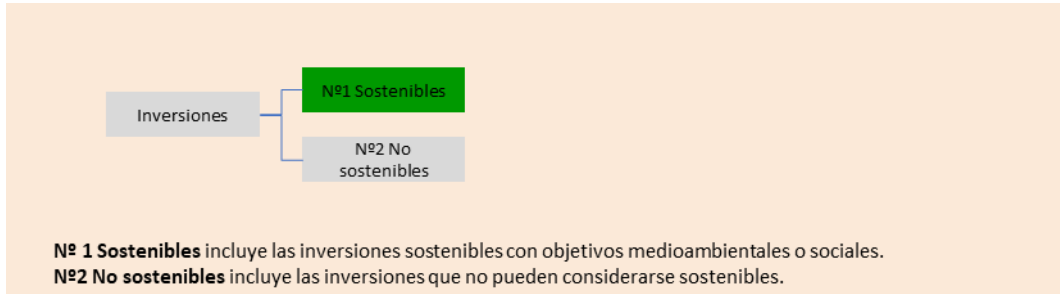 Nº1 Sostenibles
Inversiones
Nº2 No
sostenibles
Nº 1 Sostenibles incluye las inversiones sostenibles con objetivos medioambientales o sociales.
Nº2 No sostenibles incluye las inversiones que no pueden considerarse sostenibles.